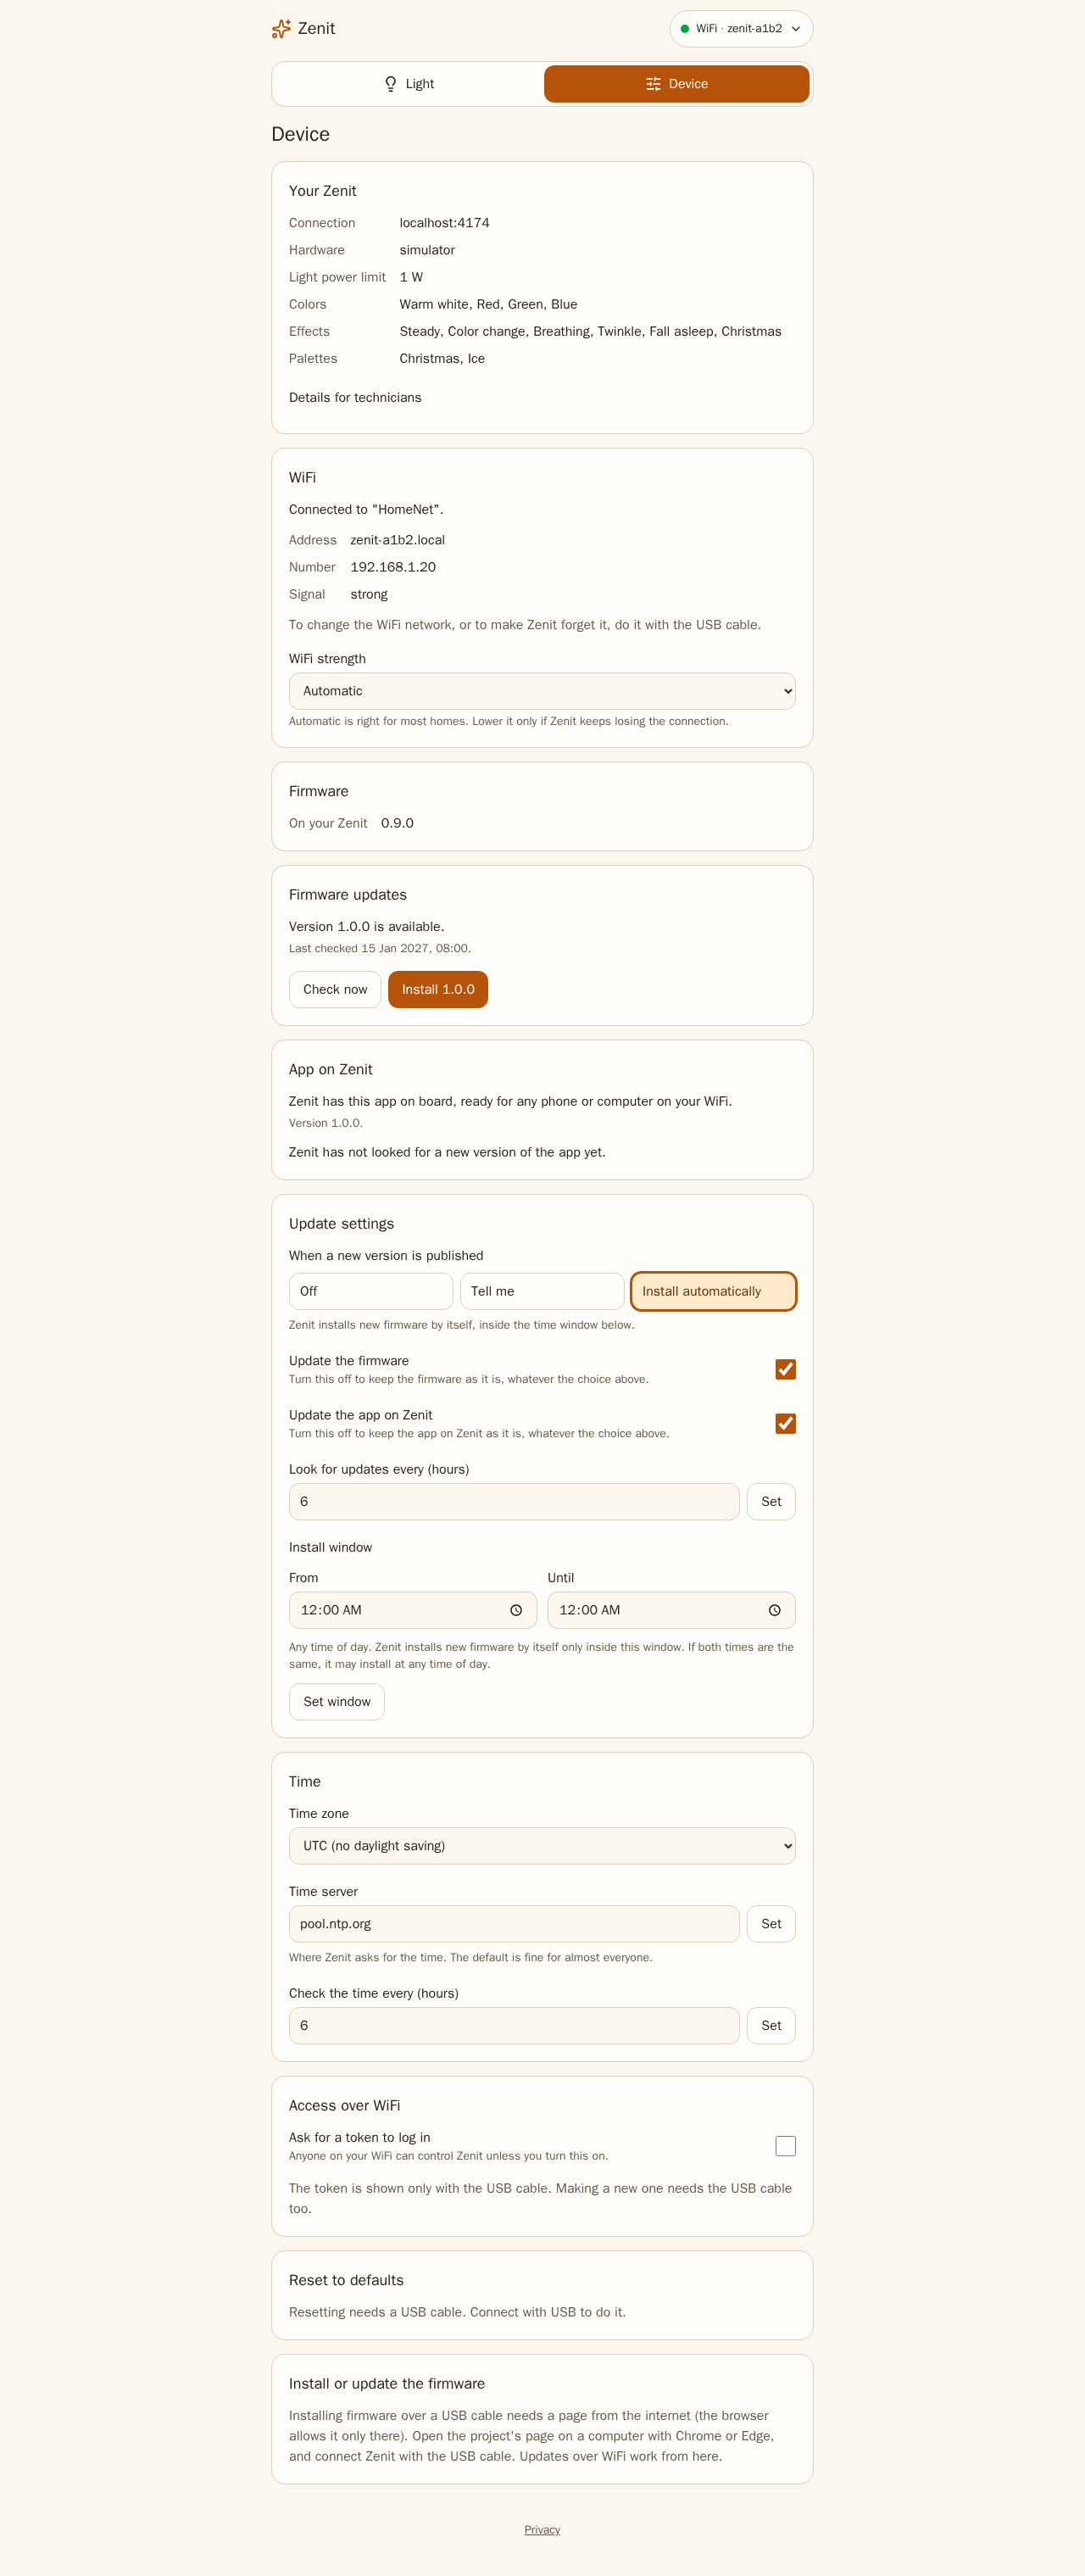 Zenit
WiFi · zenit-a1b2
Light
Device
Device
Your Zenit
Connection localhost:4174
Hardware simulator
Light power limit 1 W
Colors Warm white, Red, Green, Blue
Effects Steady, Color change, Breathing, Twinkle, Fall asleep, Christmas
Palettes Christmas, Ice
Details for technicians
WiFi
Connected to "HomeNet".
Address zenit-a1b2.local
Number 192.168.1.20
Signal strong
To change the WiFi network, or to make Zenit forget it, do it with the USB cable.
WiFi strength
Automatic
Automatic is right for most homes. Lower it only if Zenit keeps losing the connection.
Firmware
On your Zenit 0.9.0
Firmware updates
Version 1.0.0 is available.
Last checked 15 Jan 2027, 08:00.
Check now Install 1.0.0
App on Zenit
Zenit has this app on board, ready for any phone or computer on your WiFi.
Version 1.0.0.
Zenit has not looked for a new version of the app yet.
Update settings
When a new version is published
Off Tell me Install automatically
Zenit installs new firmware by itself, inside the time window below.
Update the firmware
Turn this off to keep the firmware as it is, whatever the choice above.
Update the app on Zenit
Turn this off to keep the app on Zenit as it is, whatever the choice above.
Look for updates every (hours)
6 Set
Install window
From Until
12:00 AM 12:00 AM
Any time of day. Zenit installs new firmware by itself only inside this window. If both times are the
same, it may install at any time of day.
Set window
Time
Time zone
UTC (no daylight saving)
Time server
pool.ntp.org Set
Where Zenit asks for the time. The default is fine for almost everyone.
Check the time every (hours)
6 Set
Access over WiFi
Ask for a token to log in
Anyone on your WiFi can control Zenit unless you turn this on.
The token is shown only with the USB cable. Making a new one needs the USB cable
too.
Reset to defaults
Resetting needs a USB cable. Connect with USB to do it.
Install or update the firmware
Installing firmware over a USB cable needs a page from the internet (the browser
allows it only there). Open the project's page on a computer with Chrome or Edge,
and connect Zenit with the USB cable. Updates over WiFi work from here.
Privacy